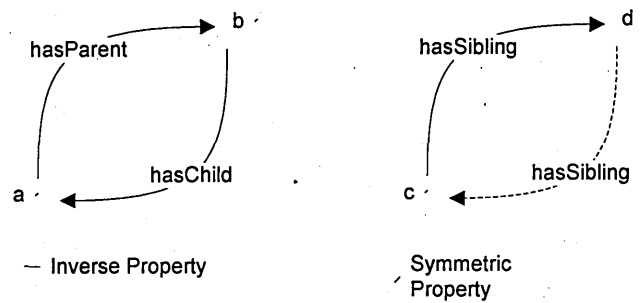 hasParent
b
hasChild
a
— Inverse Property
hasSibling
d
hasSibling
c
Symmetric
Property